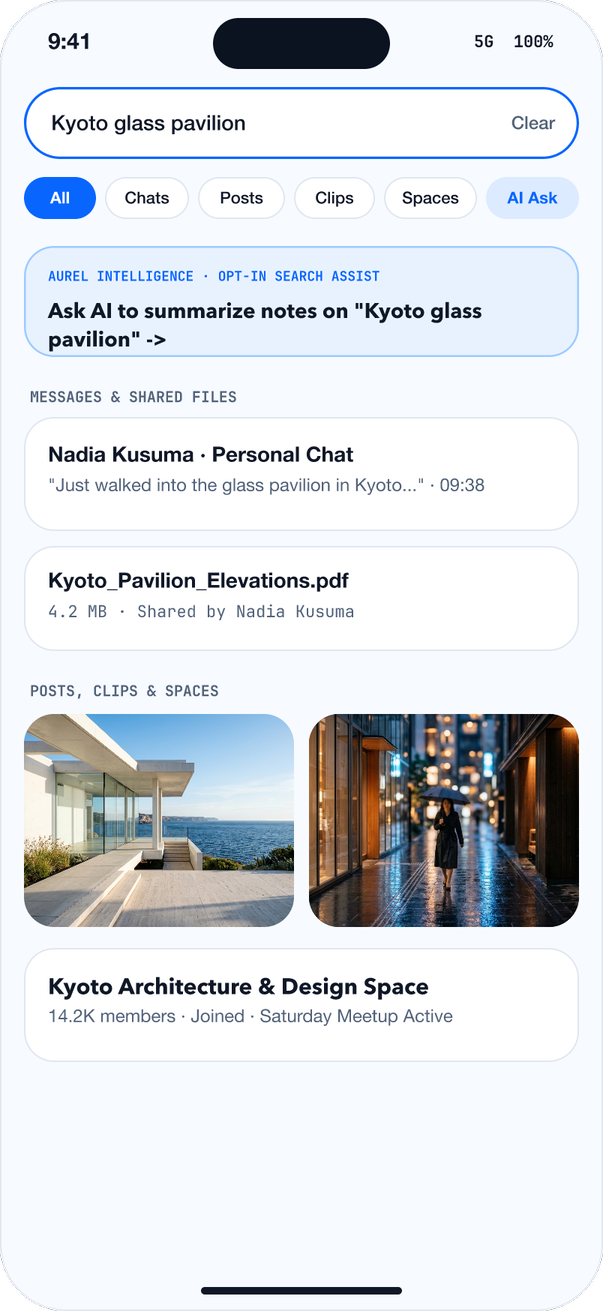 9:41
5G 100%
Kyoto glass pavilion
Clear
All
Chats
Posts
Clips
Spaces
AI Ask
AUREL INTELLIGENCE · OPT-IN SEARCH ASSIST
Ask AI to summarize notes on "Kyoto glass
pavilion" ->
MESSAGES & SHARED FILES
Nadia Kusuma · Personal Chat
"Just walked into the glass pavilion in Kyoto..." · 09:38
Kyoto_Pavilion_Elevations.pdf
4.2 MB · Shared by Nadia Kusuma
POSTS, CLIPS & SPACES
Kyoto Architecture & Design Space
14.2K members · Joined · Saturday Meetup Active